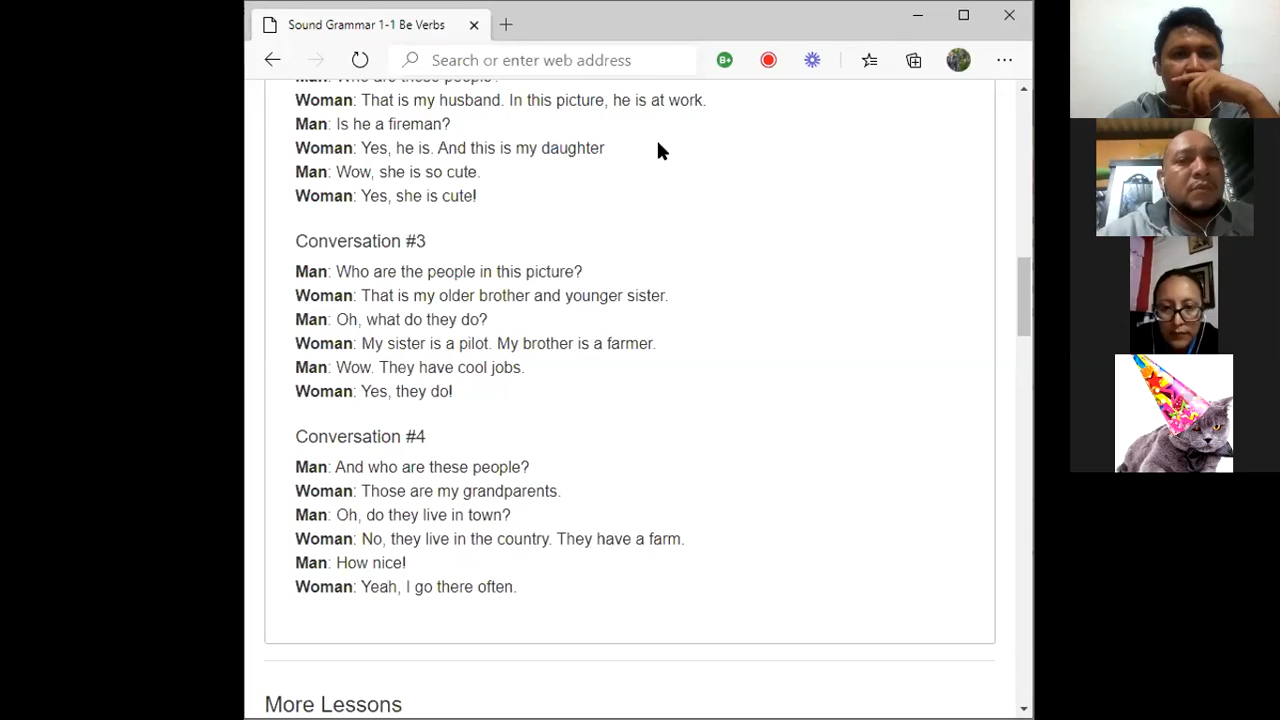 Sound Grammar 1-1 Be Verbs
Search or enter web address
Man: Who are these people?
Woman: That is my husband. In this picture, he is at work.
Man: Is he a fireman?
Woman: Yes, he is. And this is my daughter
Man: Wow, she is so cute.
Woman: Yes, she is cute!
Conversation #3
Man: Who are the people in this picture?
Woman: That is my older brother and younger sister.
Man: Oh, what do they do?
Woman: My sister is a pilot. My brother is a farmer.
Man: Wow. They have cool jobs.
Woman: Yes, they do!
Conversation #4
Man: And who are these people?
Woman: Those are my grandparents.
Man: Oh, do they live in town?
Woman: No, they live in the country. They have a farm.
Man: How nice!
Woman: Yeah, I go there often.
More Lessons